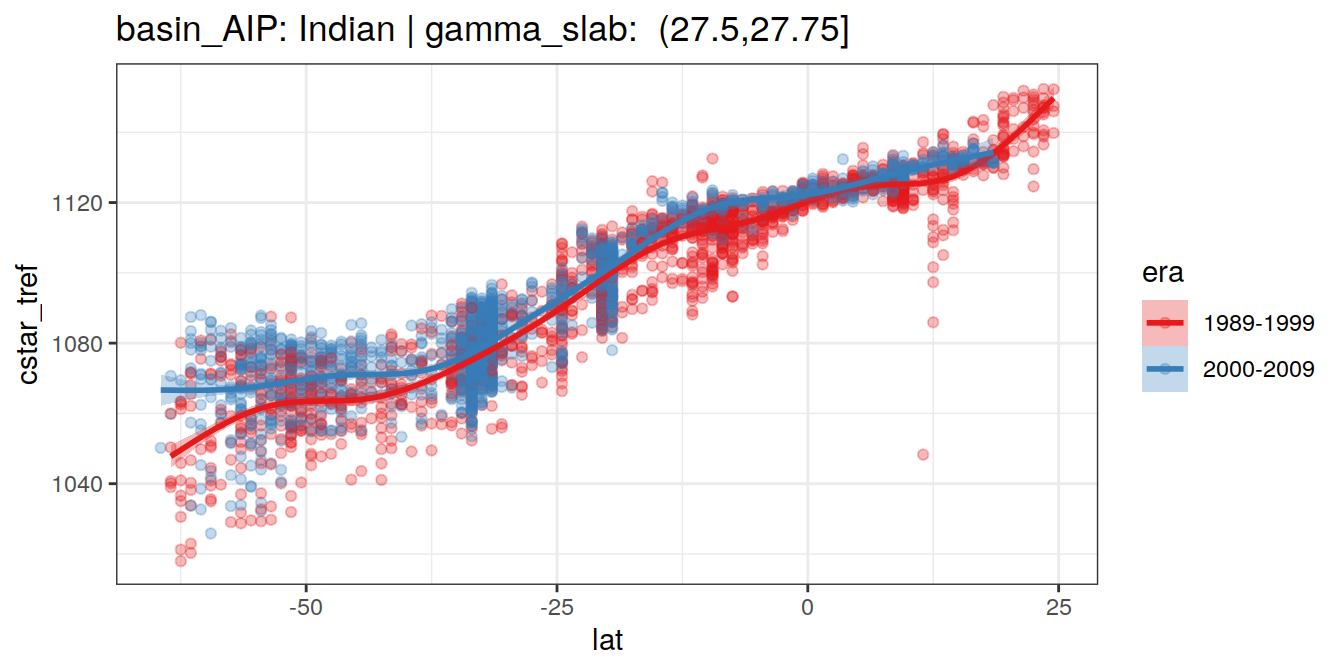 basin_AIP: Indian | gamma_slab:  (27.5,27.75]
cstar_tref
1120
1080
1040
-50
-25
0
25
lat
era
1989-1999
2000-2009